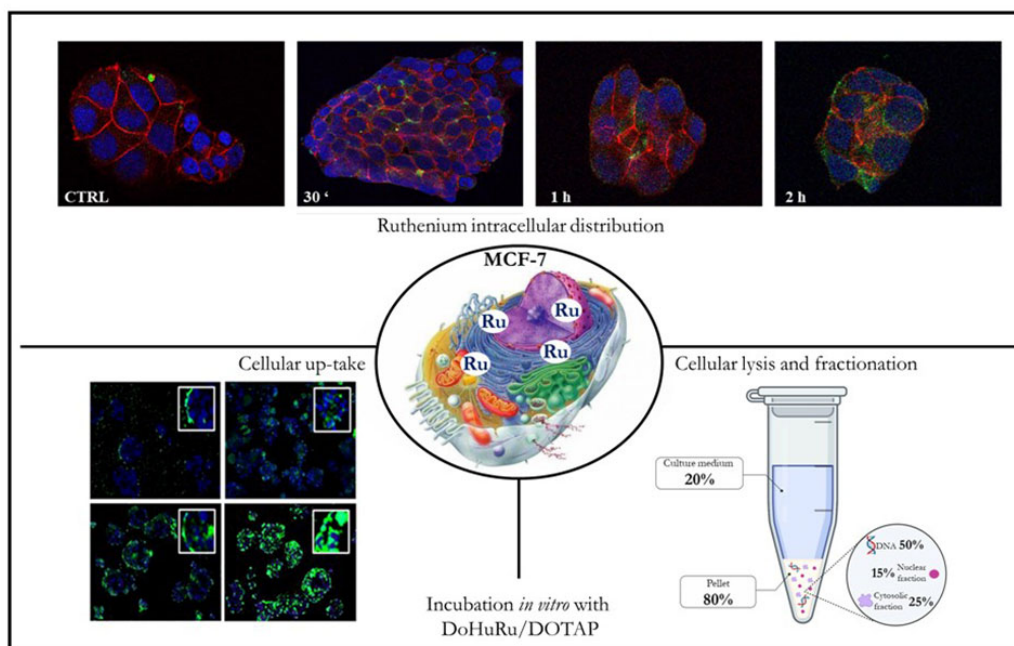 CTRL
30 ‘
1 h
2 h
Ruthenium intracellular distribution
MCF-7
Ru
Ru
Ru
Ru
Cellular up-take
Cellular lysis and fractionation
Culture medium
20%
Pellet
80%
DNA 50%
15% Nuclear
fraction
Cytosolic
fraction 25%
Incubation in vitro with
DoHuRu/DOTAP